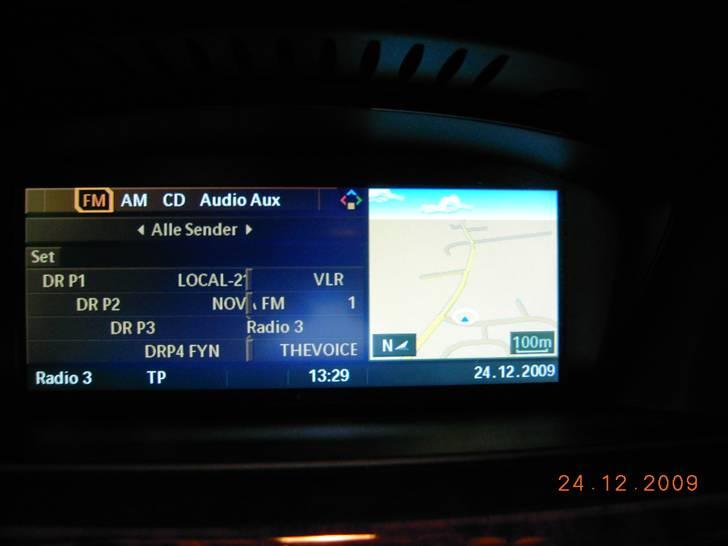 FM AM CD Audio Aux
Alle Sender
Set
DR P1 LOCAL-21 VLR
DR P2 NOV FM 1
DR P3 Radio 3
DRP4 FYN THEVOICE
N 100m
Radio 3 TP 13:29 24.12.2009
24.12.2009